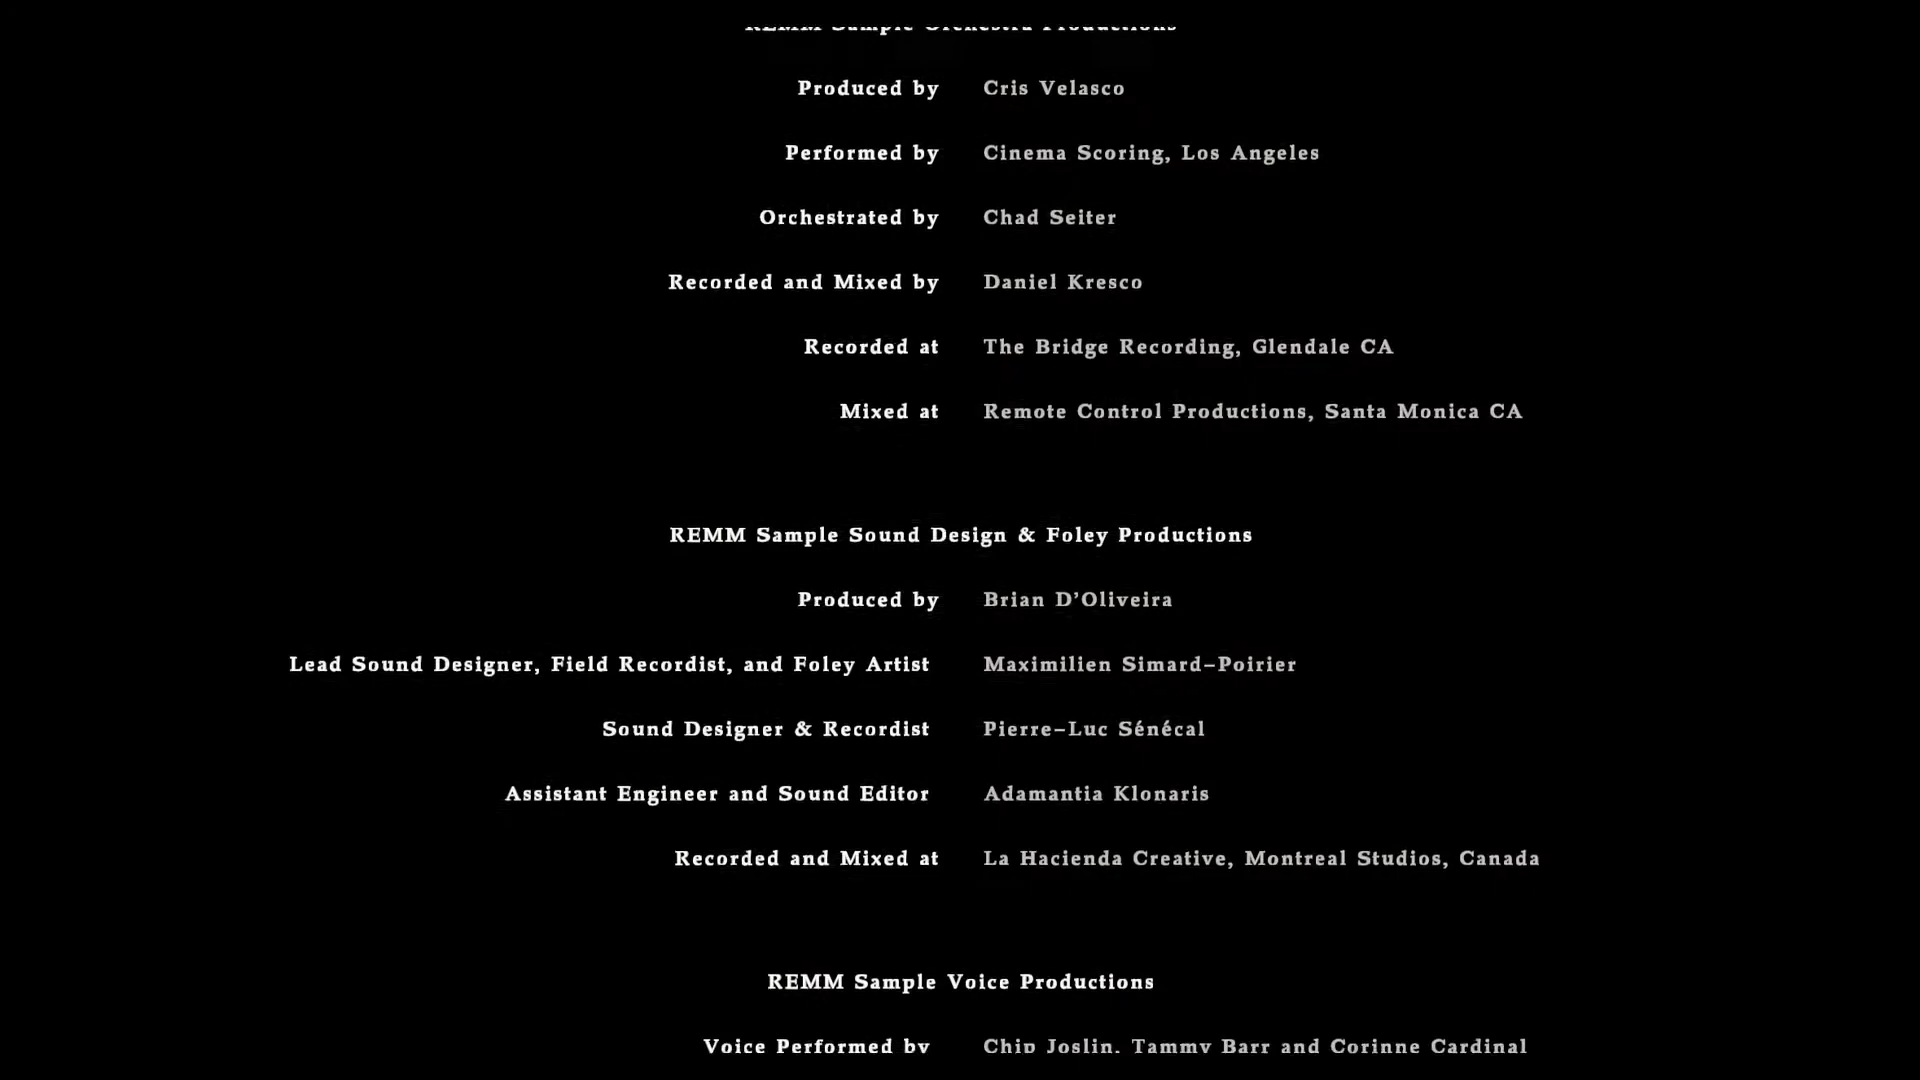 REMM Sample Orchestra Productions
Produced by Cris Velasco
Performed by Cinema Scoring, Los Angeles
Orchestrated by Chad Seiter
Recorded and Mixed by Daniel Kresco
Recorded at The Bridge Recording, Glendale CA
Mixed at Remote Control Productions, Santa Monica CA
REMM Sample Sound Design & Foley Productions
Produced by Brian D’Oliveira
Lead Sound Designer, Field Recordist, and Foley Artist Maximilien Simard–Poirier
Sound Designer & Recordist Pierre–Luc Sénécal
Assistant Engineer and Sound Editor Adamantia Klonaris
Recorded and Mixed at La Hacienda Creative, Montreal Studios, Canada
REMM Sample Voice Productions
Voice Performed by Chip Joslin, Tammy Barr and Corinne Cardinal